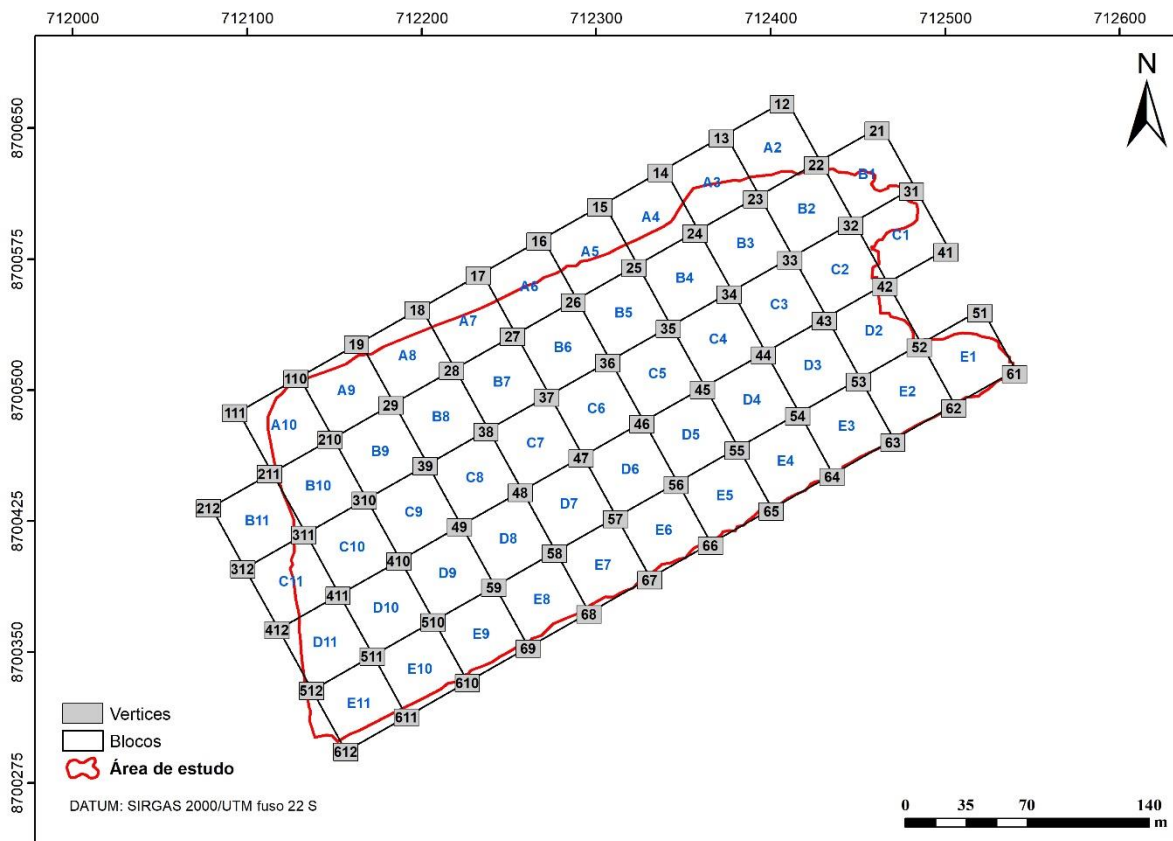 712000 712100 712200 712300 712400 712500 712600
N
8700650
8700575
8700500
8700425
8700350
8700275
12
21
13
A2
22
B1
14
A3
31
15
23
B2
A4
32
C1
16
24
B3
41
A5
33
C2
17
25
B4
42
A6
34
C3
51
18
26
B5
43
D2
A7
35
C4
52
E1
19
27
B6
44
D3
61
A8
36
C5
53
E2
110
28
B7
45
D4
62
A9
37
C6
54
E3
111
29
B8
46
D5
63
A10
38
C7
55
E4
210
B9
47
D6
64
211
39
C8
56
E5
B10
48
D7
65
212
310
C9
57
E6
B11
49
D8
66
311
C10
58
E7
312
410
D9
67
C11
59
E8
411
D10
68
412
510
E9
D11
69
511
E10
512
610
E11
611
612
Vertices
Blocos
Área de estudo
DATUM: SIRGAS 2000/UTM fuso 22 S
0 35 70 140
m